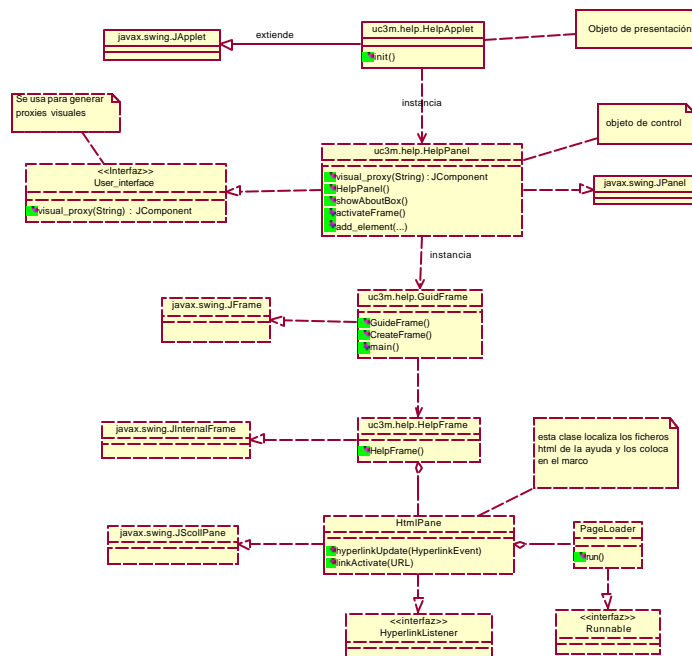 uc3m.help.HelpApplet
init()
Objeto de presentación
javax.swing.JApplet
extiende
instancia
Se usa para generar
proxies visuales
objeto de control
uc3m.help.HelpPanel
visual_proxy(String) : JComponent
HelpPanel()
showAboutBox()
activateFrame()
add_element(...)
<<Interfaz>>
User_interface
visual_proxy(String) : JComponent
javax.swing.JPanel
instancia
uc3m.help.GuidFrame
GuideFrame()
CreateFrame()
main()
javax.swing.JFrame
javax.swing.JInternalFrame
uc3m.help.HelpFrame
HelpFrame()
esta clase localiza los ficheros
html de la ayuda y los coloca
en el marco
javax.swing.JScollPane
HtmlPane
hyperlinkUpdate(HyperlinkEvent)
linkActivate(URL)
PageLoader
run()
<<interfaz>>
HyperlinkListener
<<interfaz>>
Runnable